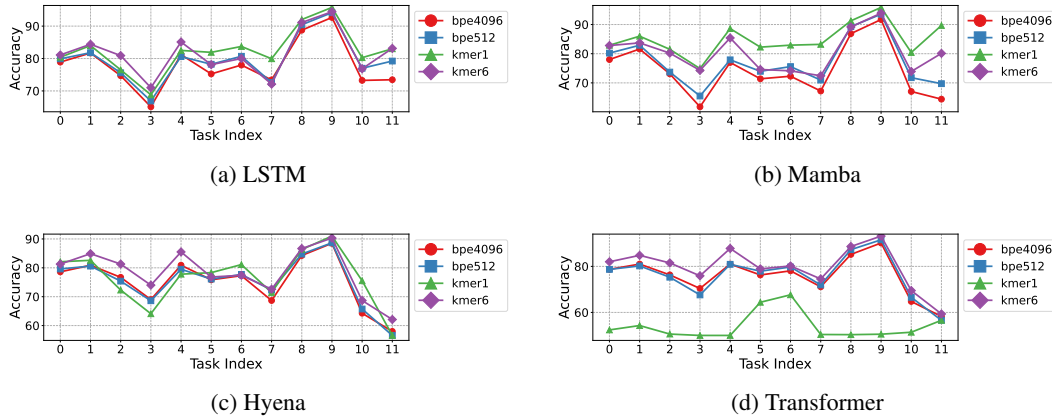 90
80
70
Accuracy
0 1 2 3 4 5 6 7 8 9 10 11
Task Index
bpe4096
bpe512
kmer1
kmer6
(a) LSTM
90
80
70
Accuracy
0 1 2 3 4 5 6 7 8 9 10 11
Task Index
bpe4096
bpe512
kmer1
kmer6
(b) Mamba
90
80
70
60
Accuracy
0 1 2 3 4 5 6 7 8 9 10 11
Task Index
bpe4096
bpe512
kmer1
kmer6
(c) Hyena
80
60
Accuracy
0 1 2 3 4 5 6 7 8 9 10 11
Task Index
bpe4096
bpe512
kmer1
kmer6
(d) Transformer